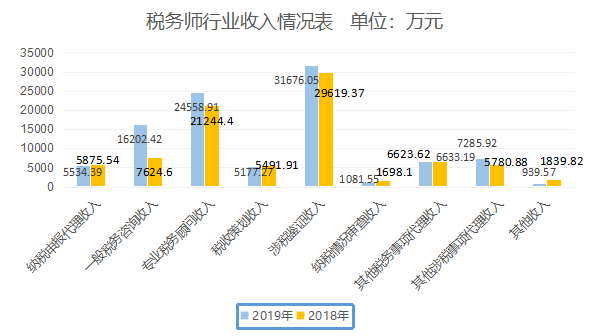 税务师行业收入情况表 单位：万元
35000
30000
25000
20000
15000
10000
5000
0
5534.39
5875.54
16202.42
7624.6
24558.91
21244.4
5177.27
5491.91
31676.05
29619.37
1081.55
1698.1
6623.62
6633.19
7285.92
5780.88
939.57
1839.82
纳税申报代理收入
一般税务咨询收入
专业税务顾问收入
税收策划收入
涉税鉴证收入
纳税情况审查收入
其他税务事项代理收入
其他涉税事项代理收入
其他收入
2019年 2018年